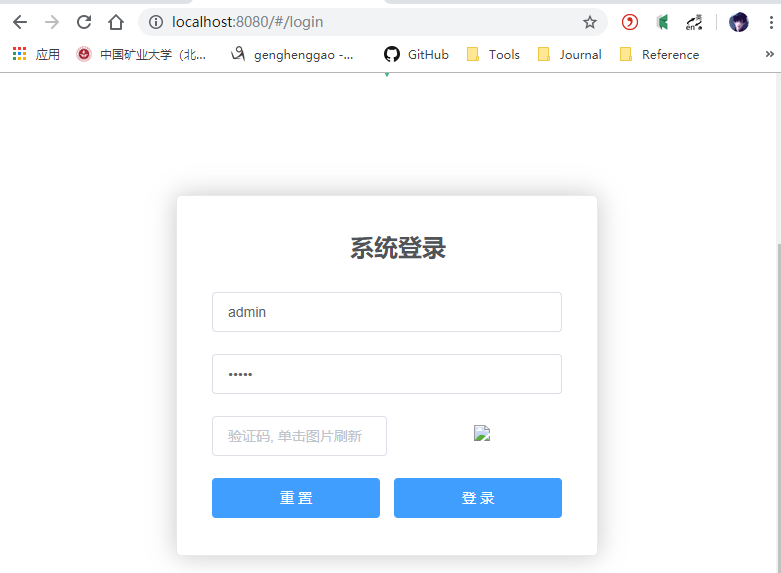 localhost:8080/#/login
应用 中国矿业大学（北... genghenggao -... GitHub Tools Journal Reference »
系统登录
admin
•••••
验证码, 单击图片刷新
重 置 登 录